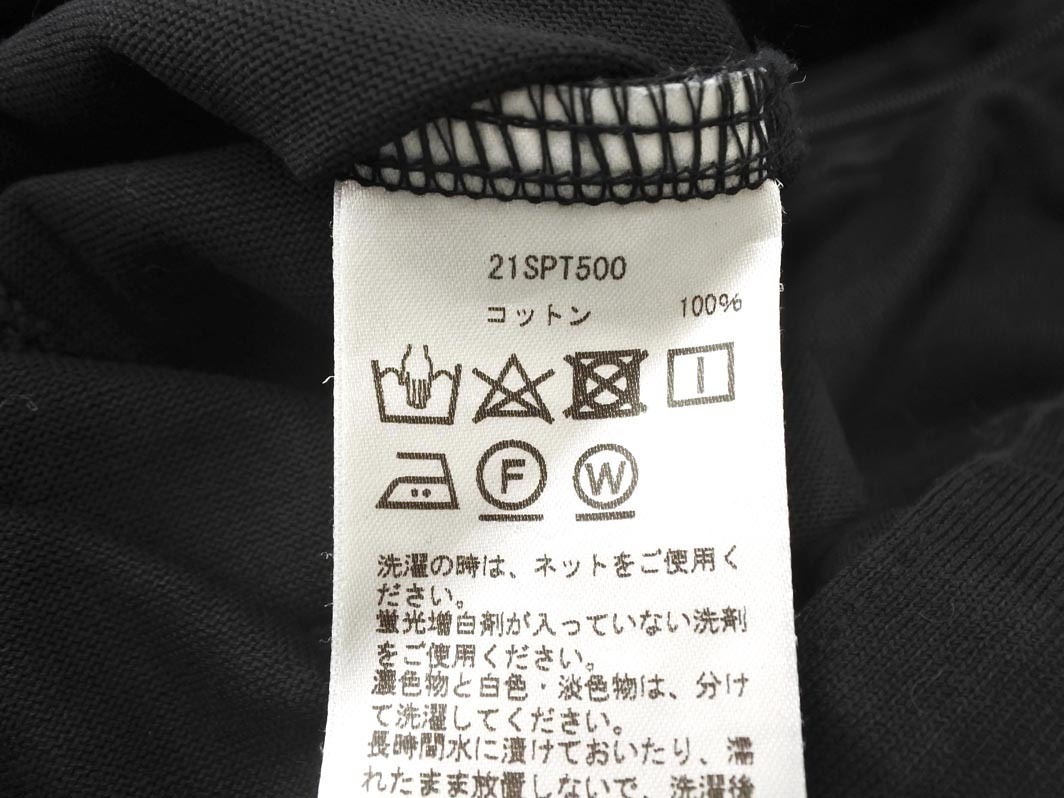 21SPT500
コットン 100%
F W
洗濯の時は、ネットをご使用く
ださい。
蛍光増白剤が入っていない洗剤
をご使用ください。
濃色物と白色・淡色物は、分け
て洗濯してください。
長時間水に漬けておいたり、濡
れたまま放置しないで、洗濯後